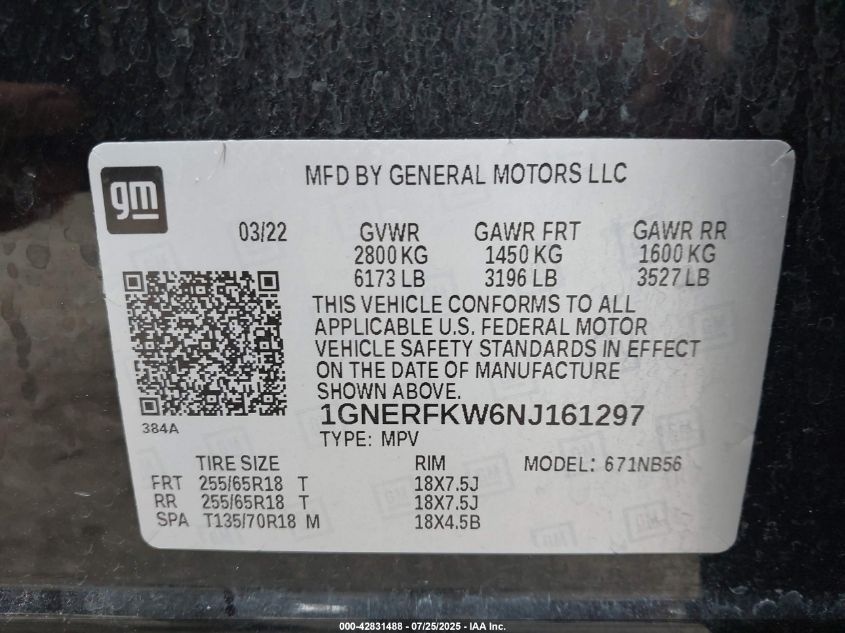 gm
MFD BY GENERAL MOTORS LLC
03/22 GVWR GAWR FRT GAWR RR
2800 KG 1450 KG 1600 KG
6173 LB 3196 LB 3527 LB
THIS VEHICLE CONFORMS TO ALL
APPLICABLE U.S. FEDERAL MOTOR
VEHICLE SAFETY STANDARDS IN EFFECT
ON THE DATE OF MANUFACTURE
SHOWN ABOVE.
384A
1GNERFKW6NJ161297
TYPE: MPV
TIRE SIZE RIM MODEL: 671NB56
FRT 255/65R18 T 18X7.5J
RR 255/65R18 T 18X7.5J
SPA T135/70R18 M 18X4.5B
000-42831488 - 07/25/2025 - IAA Inc.